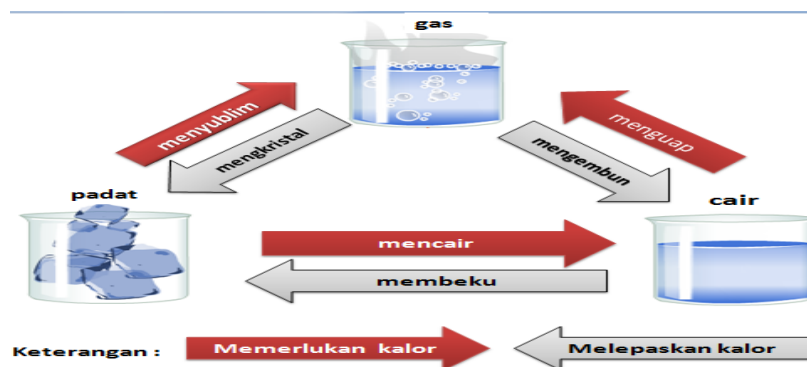 gas
menyublim
mengkristal
menguap
mengembun
padat
cair
mencair
membeku
Keterangan :
Memerlukan kalor
Melepaskan kalor